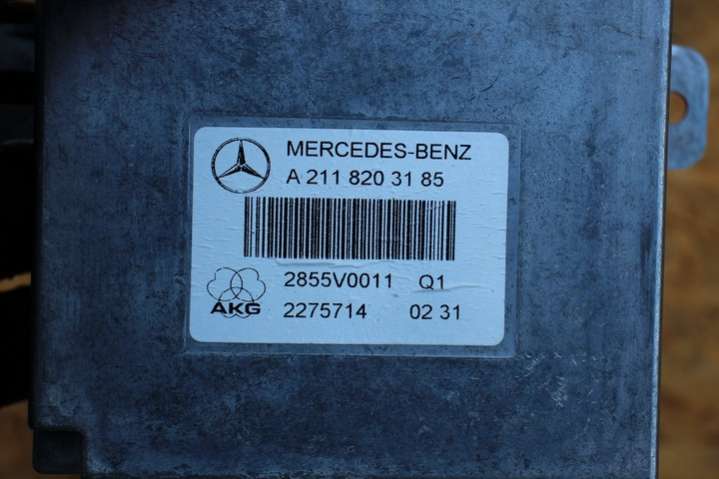 MERCEDES-BENZ
A 211 820 31 85
2855V0011 Q1
AKG
2275714 02 31